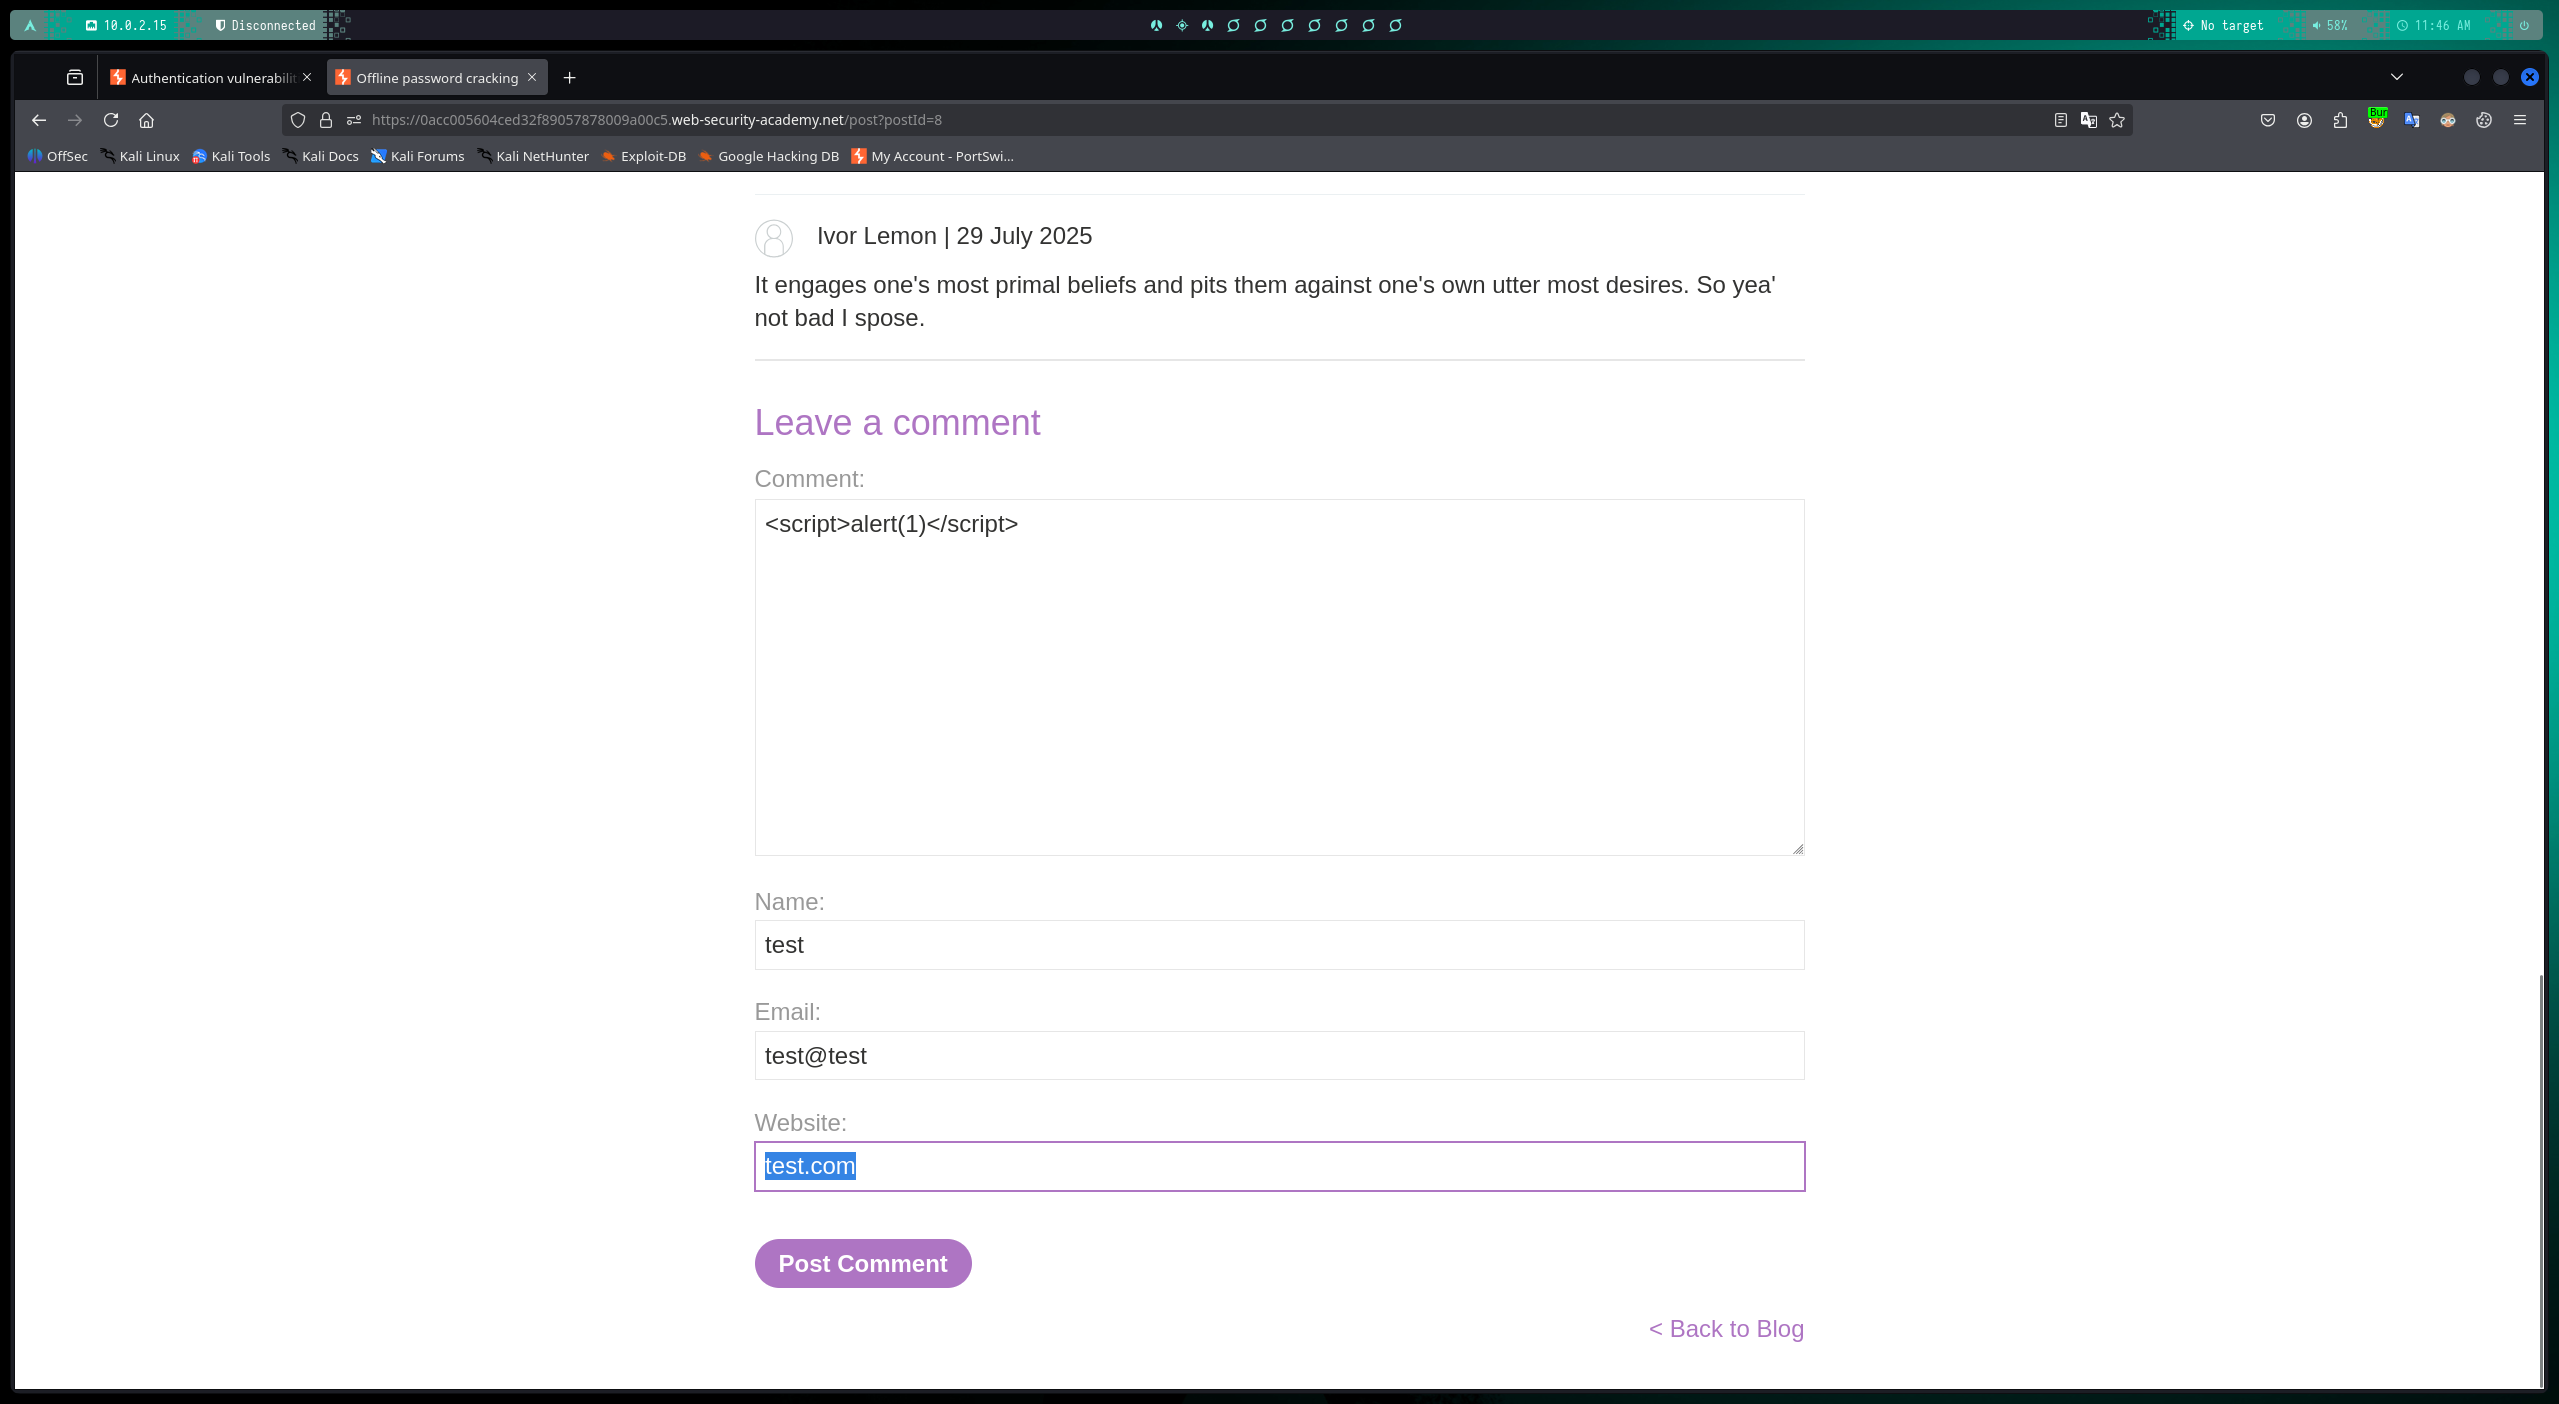 10.0.2.15 Disconnected No target 58% 11:46 AM
Authentication vulnerabilit Offline password cracking
https://0acc005604ced32f89057878009a00c5.web-security-academy.net/post?postId=8 Bur
OffSec Kali Linux Kali Tools Kali Docs Kali Forums Kali NetHunter Exploit-DB Google Hacking DB My Account - PortSwi...
Ivor Lemon | 29 July 2025
It engages one's most primal beliefs and pits them against one's own utter most desires. So yea'
not bad I spose.
Leave a comment
Comment:
<script>alert(1)</script>
Name:
test
Email:
test@test
Website:
test.com
Post Comment
< Back to Blog